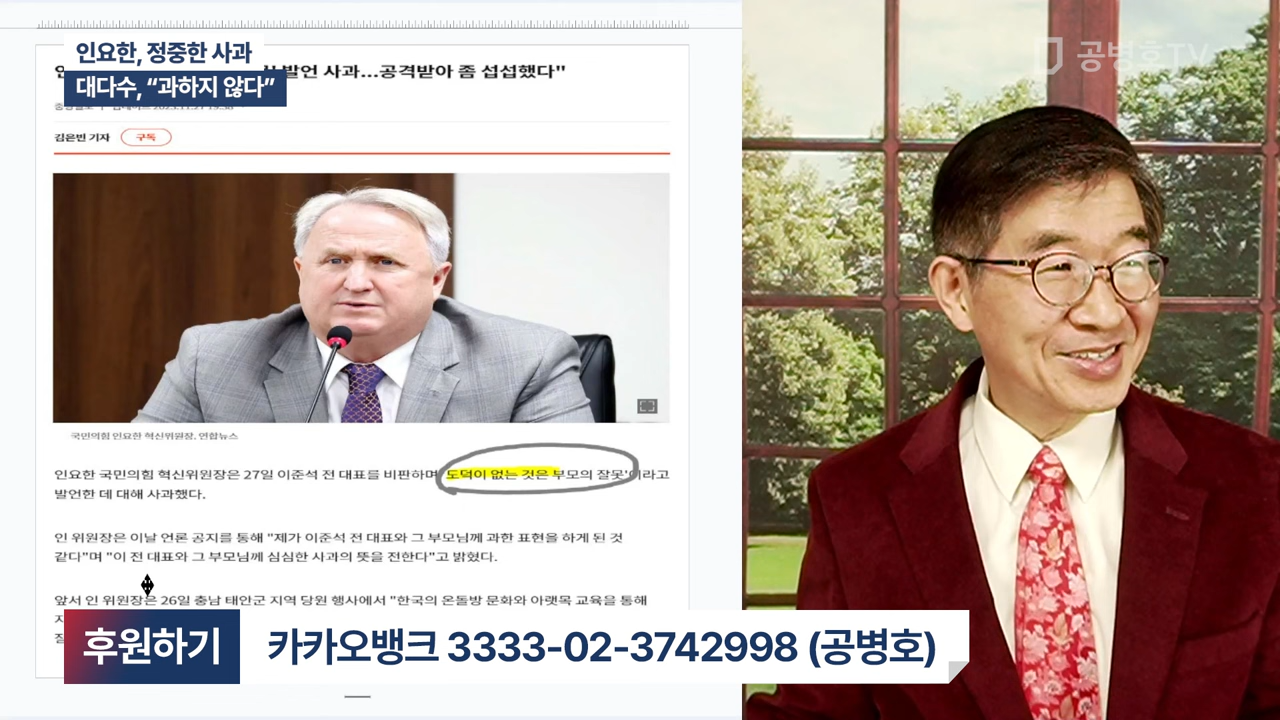 인요한, 정중한 사과
대다수, “과하지 않다”
발언 사과...공격받아 좀 섭섭했다"
김은빈 기자
구독
국민의힘 인요한 혁신위원장. 연합뉴스
인요한 국민의힘 혁신위원장은 27일 이준석 전 대표를 비판하며 '도덕이 없는 것은 부모의 잘못'이라고
발언한 데 대해 사과했다.
인 위원장은 이날 언론 공지를 통해 "제가 이준석 전 대표와 그 부모님께 과한 표현을 하게 된 것
같다"며 "이 전 대표와 그 부모님께 심심한 사과의 뜻을 전한다"고 밝혔다.
앞서 인 위원장은 26일 충남 태안군 지역 당원 행사에서 "한국의 온돌방 문화와 아랫목 교육을 통해
후원하기
카카오뱅크 3333-02-3742998 (공병호)
공병호TV